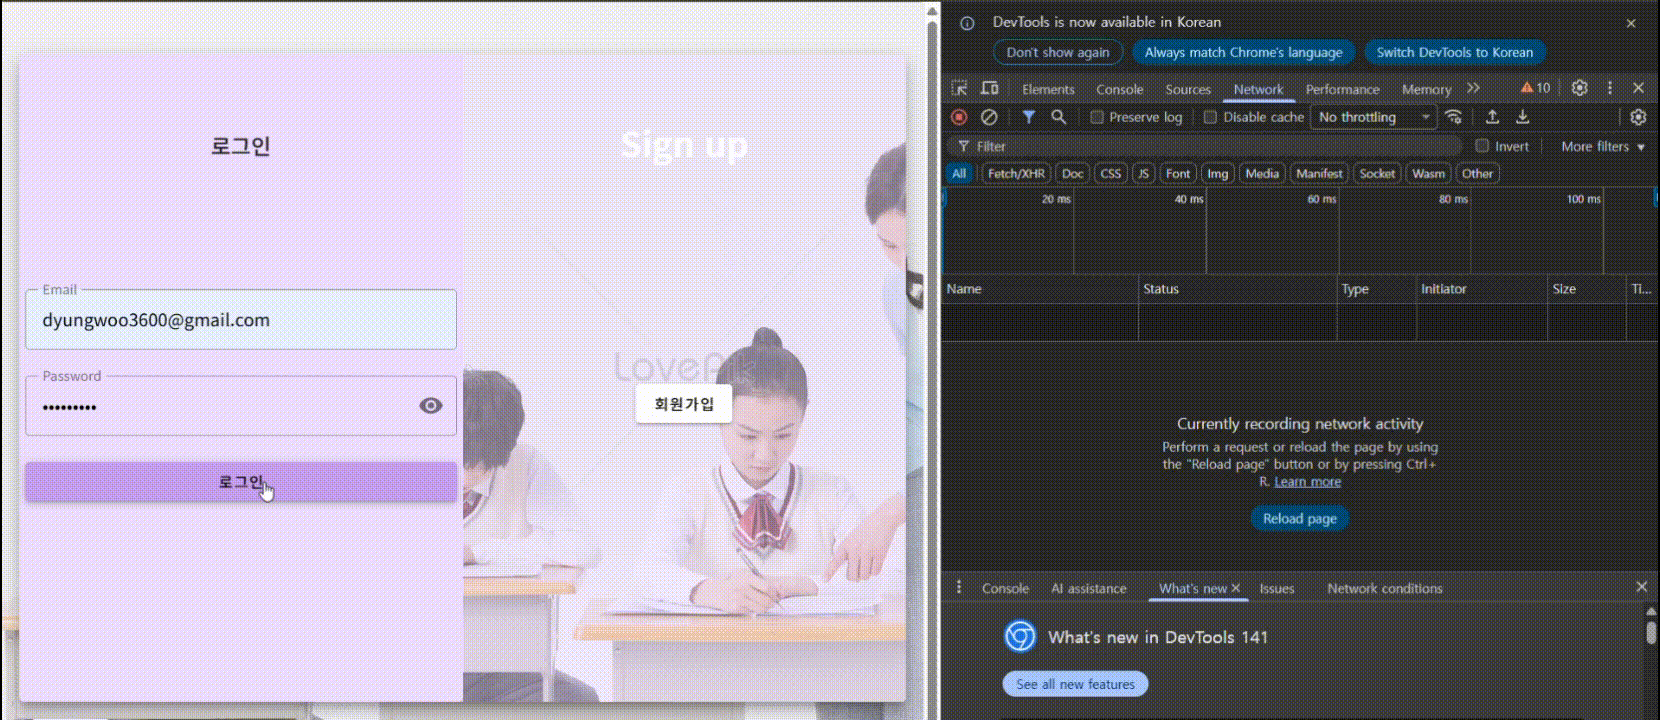 로그인
Email
dyungwoo3600@gmail.com
Password
로그인
Sign up
회원가입
DevTools is now available in Korean
Don't show again
Always match Chrome's language
Switch DevTools to Korean
Elements
Console
Sources
Network
Performance
Memory
10
Preserve log
Disable cache
No throttling
Filter
Invert
More filters
All
Fetch/XHR
Doc
CSS
JS
Font
Img
Media
Manifest
Socket
Wasm
Other
20 ms
40 ms
60 ms
80 ms
100 ms
Name
Status
Type
Initiator
Size
Ti...
Currently recording network activity
Perform a request or reload the page by using
the "Reload page" button or by pressing Ctrl+
R. Learn more
Reload page
Console
AI assistance
What's new
Issues
Network conditions
What's new in DevTools 141
See all new features